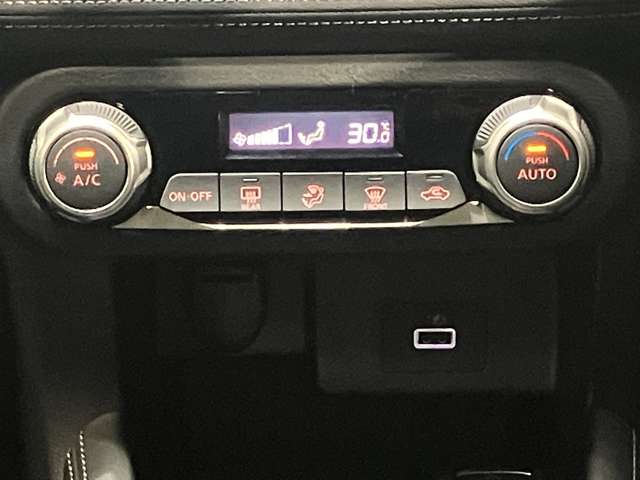 30.0℃
PUSH
A/C
ON·OFF
REAR
FRONT
PUSH
AUTO